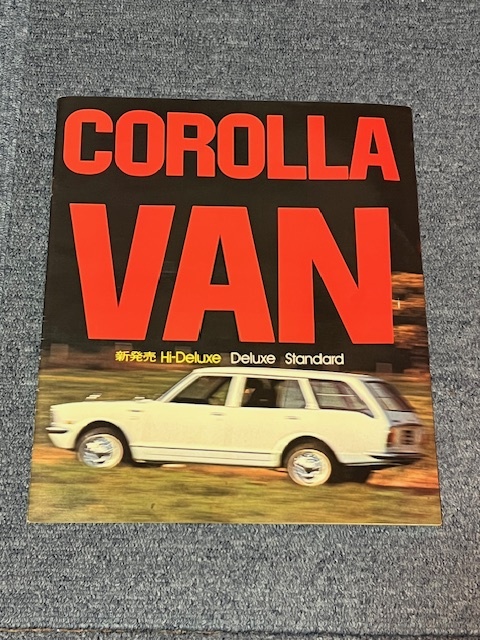 COROLLA
VAN
新発売 Hi-Deluxe Deluxe Standard